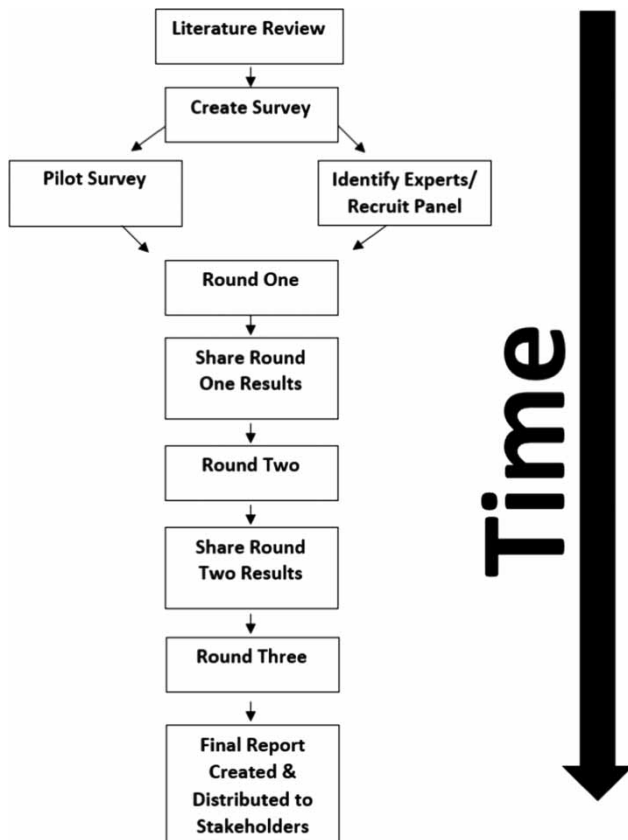 Literature Review
Create Survey
Pilot Survey
Identify Experts/
Recruit Panel
Round One
Share Round
One Results
Round Two
Share Round
Two Results
Round Three
Final Report
Created &
Distributed to
Stakeholders
Time